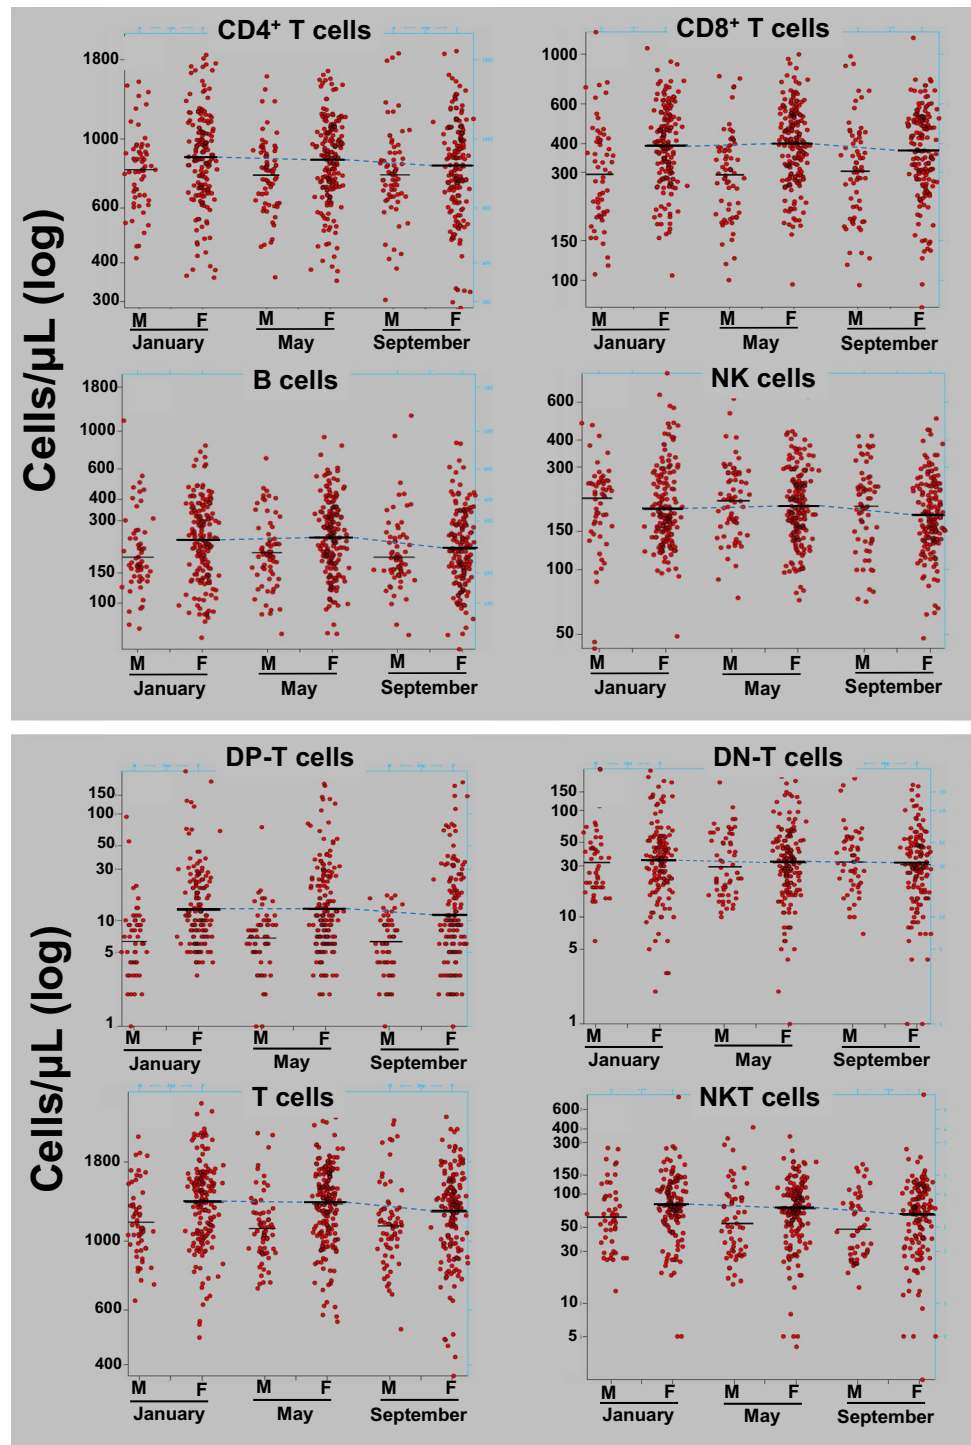 CD4⁺ T cells
CD8⁺ T cells
Cells/µL (log)
1800
1000
600
400
300
M F M F M F
January May September
1000
600
400
300
150
100
M F M F M F
January May September
B cells
NK cells
1800
1000
600
400
300
150
100
M F M F M F
January May September
600
400
300
150
100
50
M F M F M F
January May September
DP-T cells
DN-T cells
Cells/µL (log)
150
100
50
30
10
5
1
M F M F M F
January May September
150
100
50
30
10
5
1
M F M F M F
January May September
T cells
NKT cells
1800
1000
600
400
M F M F M F
January May September
600
400
300
150
100
50
30
10
5
M F M F M F
January May September